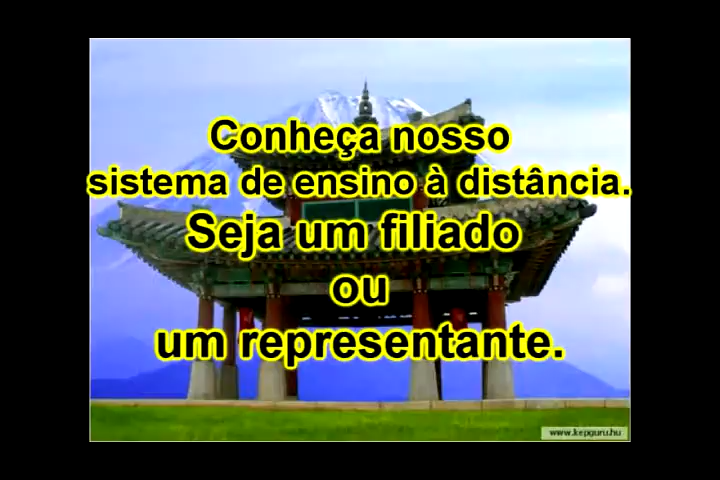 Conheça nosso
sistema de ensino à distância.
Seja um filiado
ou
um representante.
www.kepguru.hu